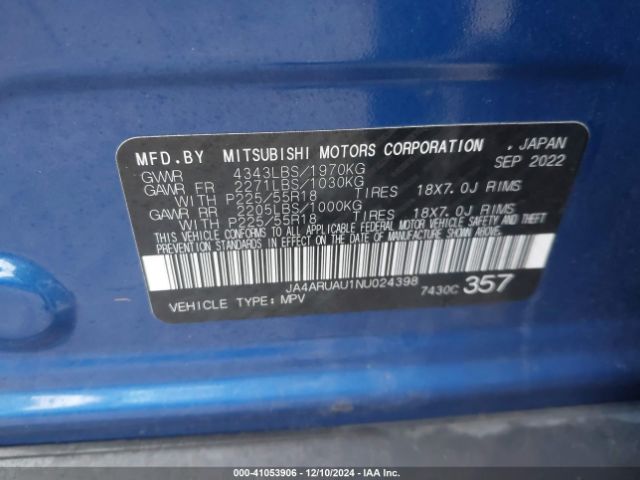 MFD.BY MITSUBISHI MOTORS CORPORATION , JAPAN
GVWR 4343LBS/1970KG SEP 2022
GAWR FR 2271LBS/1030KG
WITH P225/55R18 TIRES 18X7.0J RIMS
GAWR RR 2205LBS/1000KG
WITH P225/55R18 TIRES 18X7.0J RIMS
THIS VEHICLE CONFORMS TO ALL APPLICABLE FEDERAL MOTOR VEHICLE SAFETY AND THEFT
PREVENTION STANDARDS IN EFFECT ON THE DATE OF MANUFACTURE SHOWN ABOVE.
JA4ARUAU1NU024398 7430C 357
VEHICLE TYPE: MPV
000-41053906 - 12/10/2024 - IAA Inc.